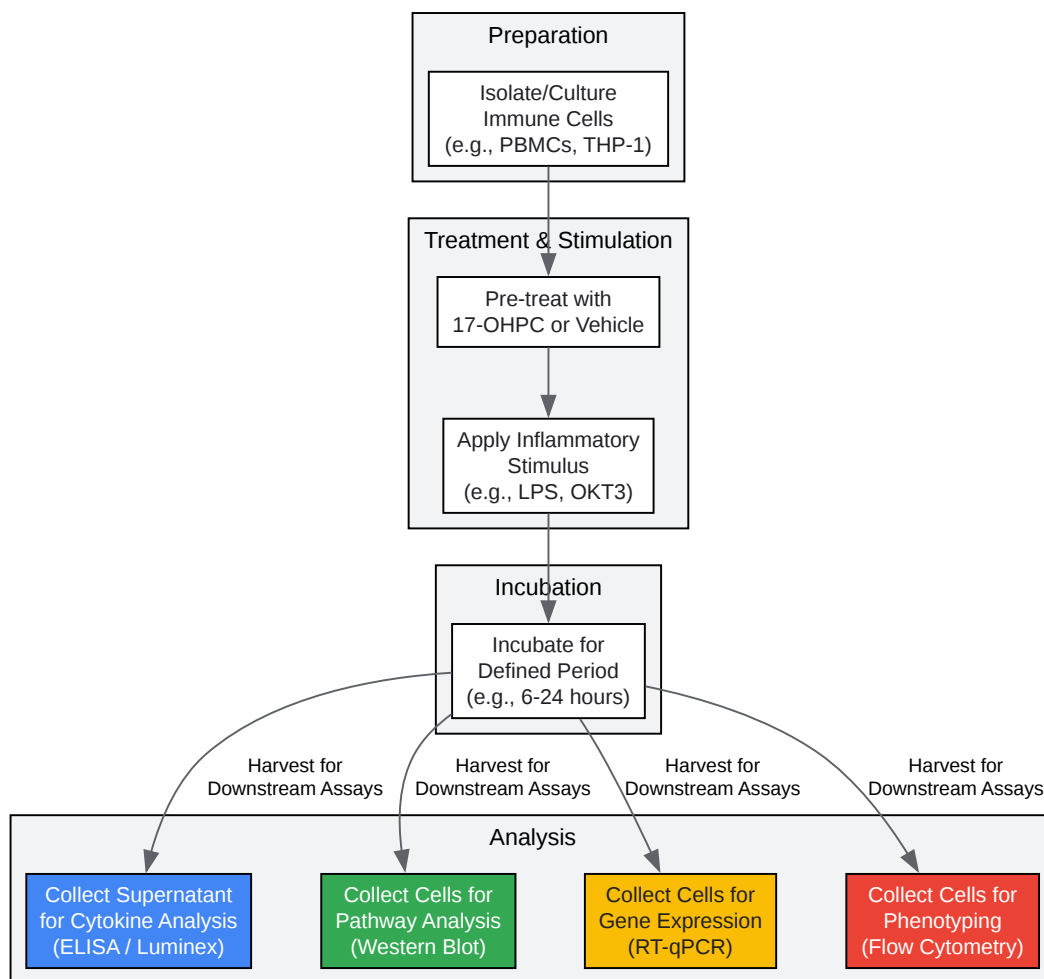 Preparation
Isolate/Culture
Immune Cells
(e.g., PBMCs, THP-1)
Treatment & Stimulation
Pre-treat with
17-OHPC or Vehicle
Apply Inflammatory
Stimulus
(e.g., LPS, OKT3)
Incubation
Incubate for
Defined Period
(e.g., 6-24 hours)
Harvest for
Downstream Assays
Harvest for
Downstream Assays
Harvest for
Downstream Assays
Harvest for
Downstream Assays
Analysis
Collect Supernatant
for Cytokine Analysis
(ELISA / Luminex)
Collect Cells for
Pathway Analysis
(Western Blot)
Collect Cells for
Gene Expression
(RT-qPCR)
Collect Cells for
Phenotyping
(Flow Cytometry)